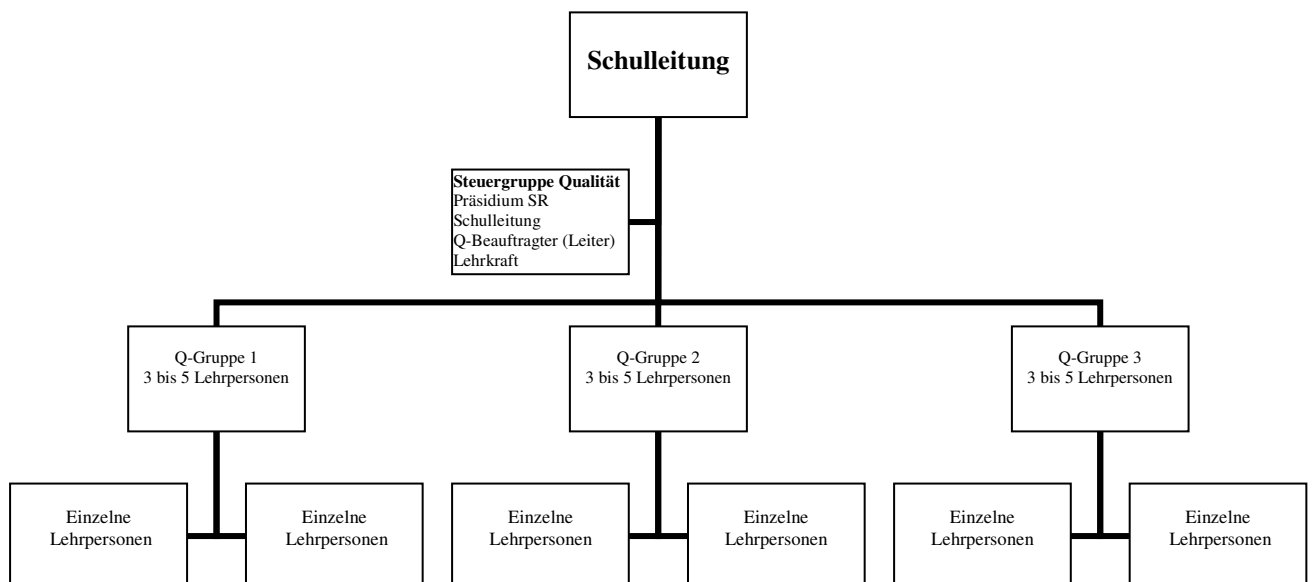 Schulleitung
Steuergruppe Qualität
Präsidium SR
Schulleitung
Q-Beauftragter (Leiter)
Lehrkraft
Q-Gruppe 1
3 bis 5 Lehrpersonen
Q-Gruppe 2
3 bis 5 Lehrpersonen
Q-Gruppe 3
3 bis 5 Lehrpersonen
Einzelne
Lehrpersonen
Einzelne
Lehrpersonen
Einzelne
Lehrpersonen
Einzelne
Lehrpersonen
Einzelne
Lehrpersonen
Einzelne
Lehrpersonen